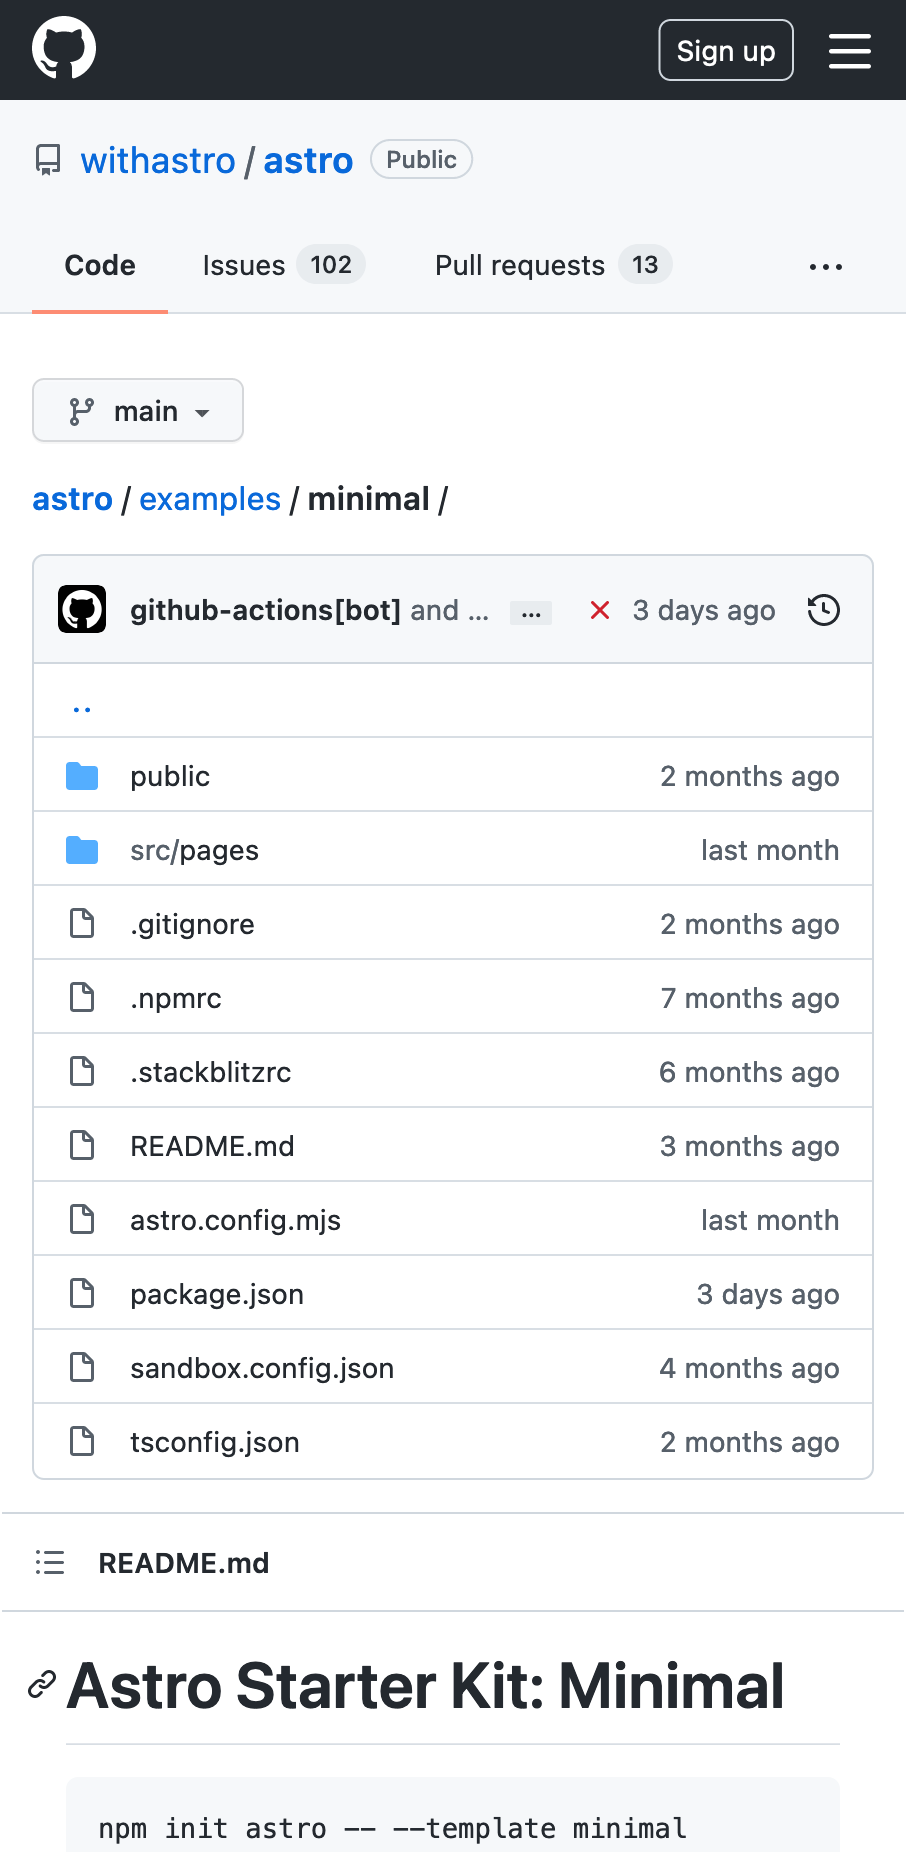 Sign up
withastro / astro Public
Code Issues 102 Pull requests 13 ...
main
astro / examples / minimal /
github-actions[bot] and ... ... 3 days ago
..
public 2 months ago
src/pages last month
.gitignore 2 months ago
.npmrc 7 months ago
.stackblitzrc 6 months ago
README.md 3 months ago
astro.config.mjs last month
package.json 3 days ago
sandbox.config.json 4 months ago
tsconfig.json 2 months ago
README.md
Astro Starter Kit: Minimal
npm init astro -- --template minimal